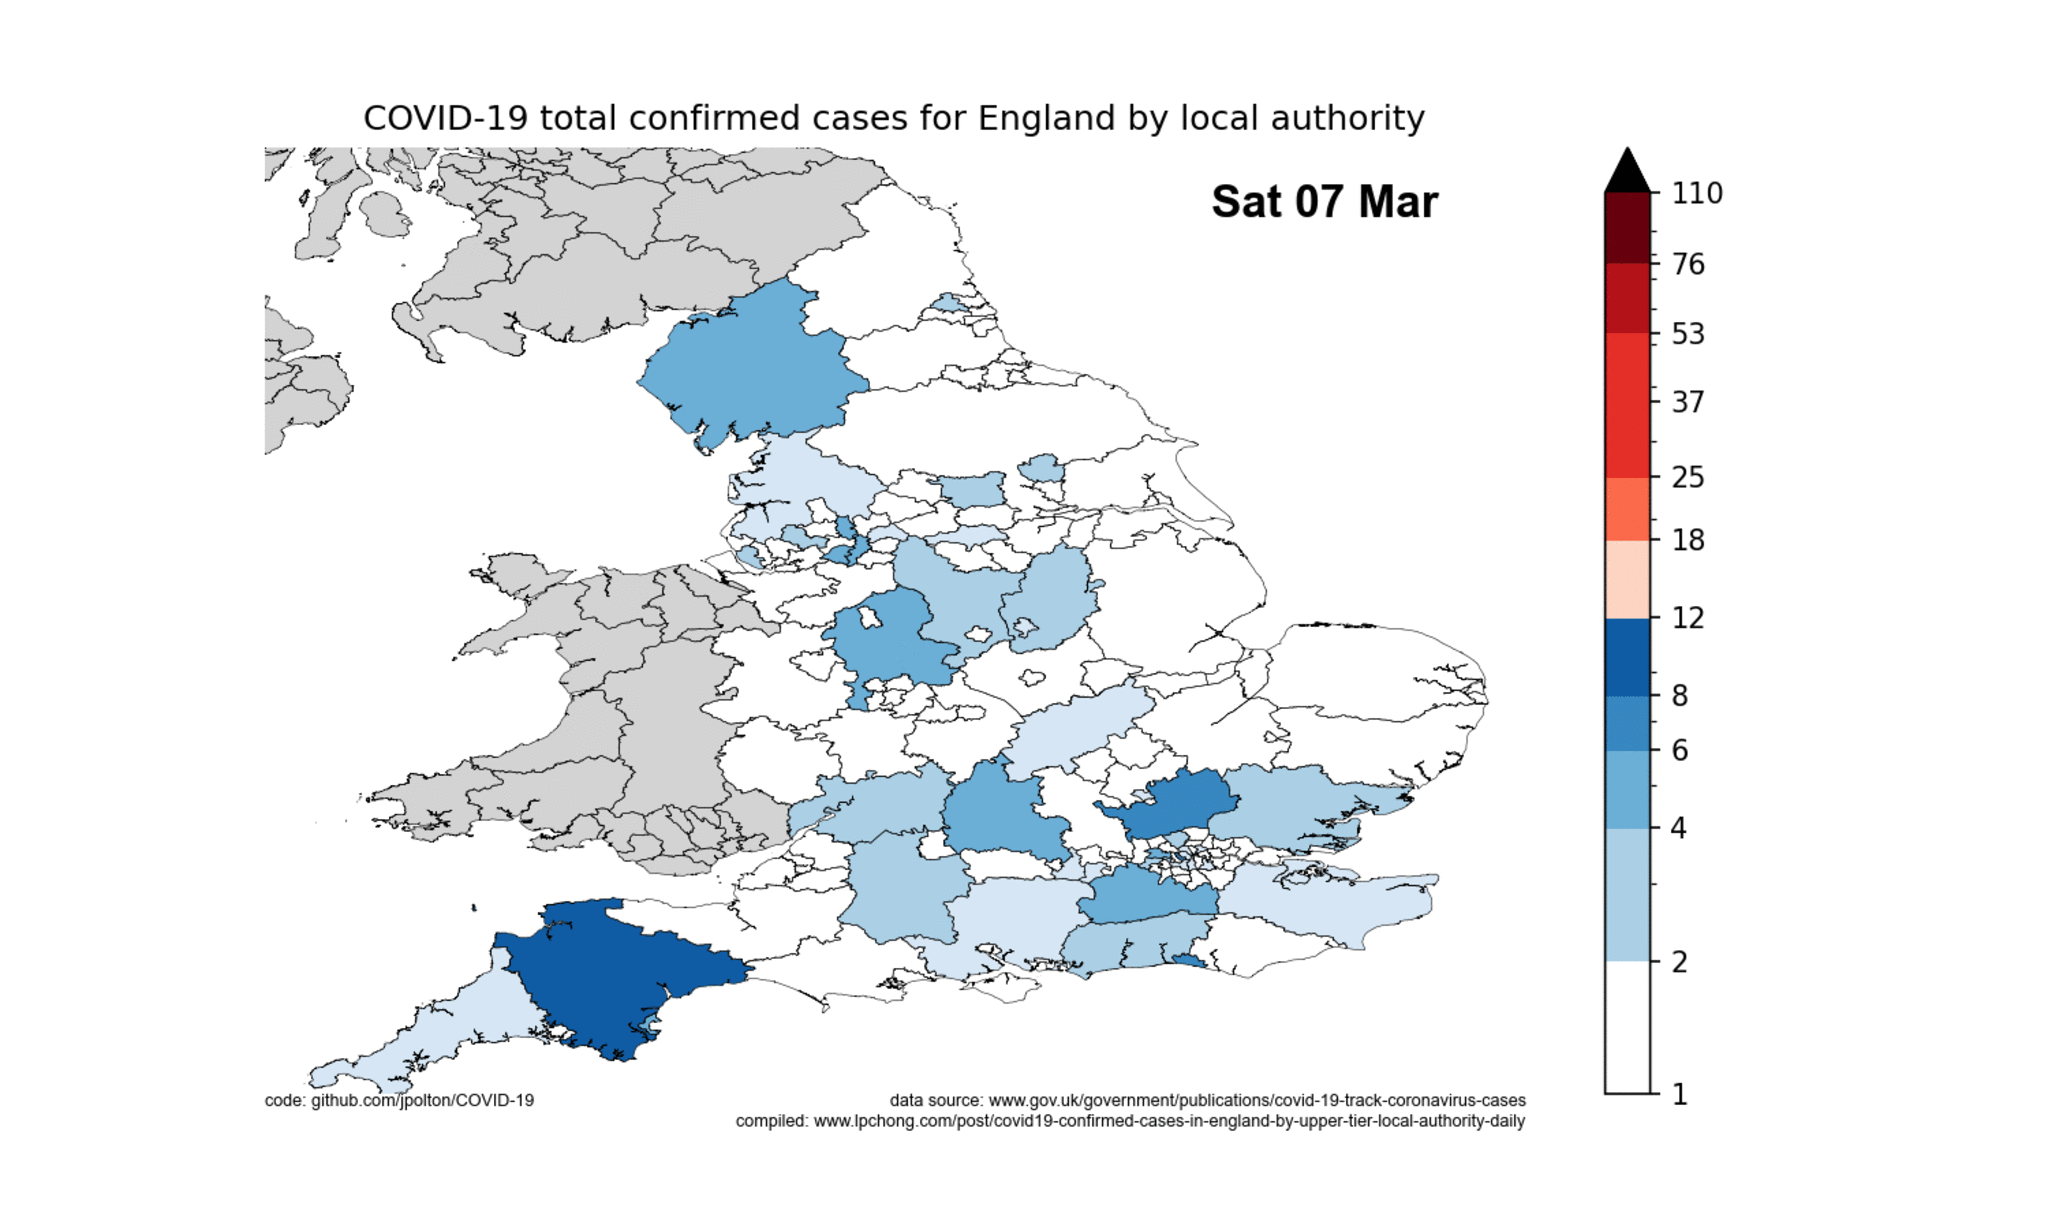 COVID-19 total confirmed cases for England by local authority
Sat 07 Mar
110
76
53
37
25
18
12
8
6
4
2
1
code: github.com/jpolton/COVID-19
data source: www.gov.uk/government/publications/covid-19-track-coronavirus-cases
compiled: www.lpchong.com/post/covid19-confirmed-cases-in-england-by-upper-tier-local-authority-daily